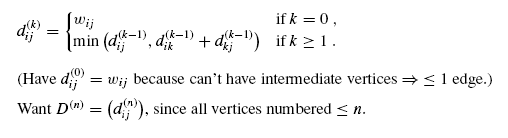 d_{ij}^{(k)} = { w_{ij} if k = 0 ,
min (d_{ij}^{(k−1)}, d_{ik}^{(k−1)} + d_{kj}^{(k−1)}) if k ≥ 1 .
(Have d_{ij}^{(0)} = w_{ij} because can't have intermediate vertices ⇒ ≤ 1 edge.)
Want D^{(n)} = (d_{ij}^{(n)}), since all vertices numbered ≤ n.